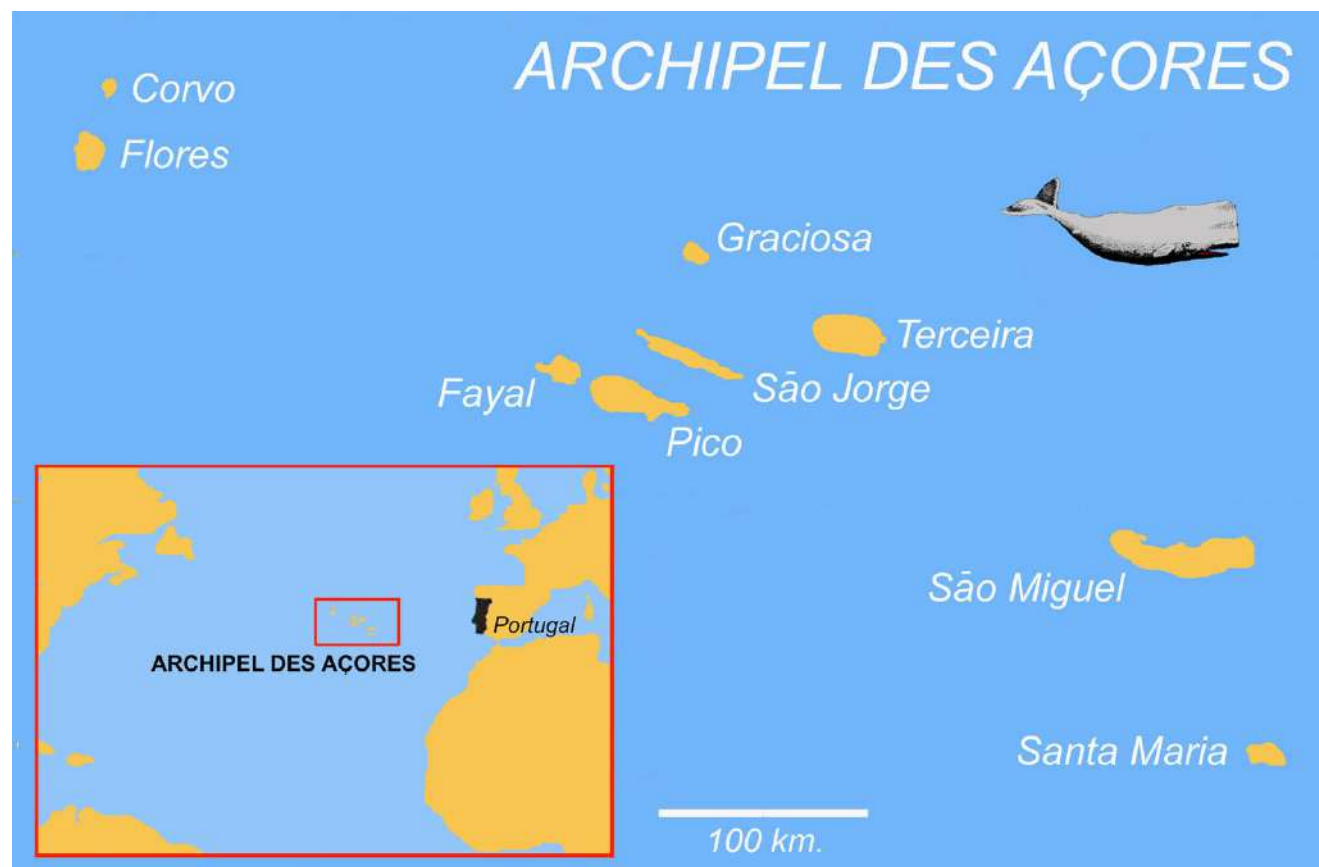 ARCHIPEL DES AÇORES
Corvo
Flores
Graciosa
Terceira
São Jorge
Fayal
Pico
São Miguel
Santa Maria
100 km.
Portugal
ARCHIPEL DES AÇORES